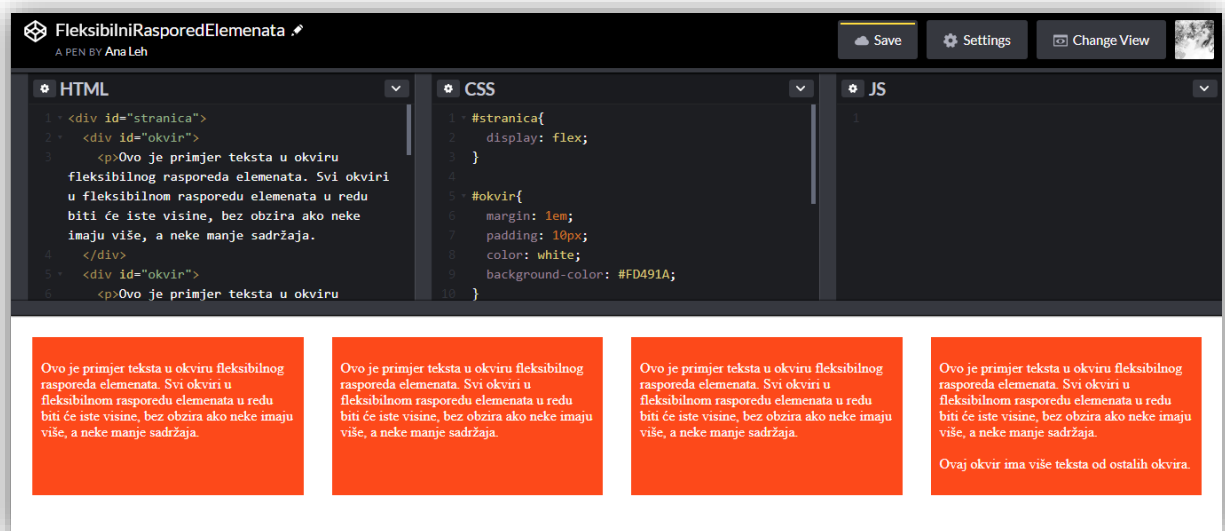 FleksibilniRasporedElemenata
A PEN BY Ana Leh
Save
Settings
Change View
HTML
1 <div id="stranica">
2 <div id="okvir">
3 <p>Ovo je primjer teksta u okviru
fleksibilnog rasporeda elemenata. Svi okviri
u fleksibilnom rasporedu elemenata u redu
biti će iste visine, bez obzira ako neke
imaju više, a neke manje sadržaja.
4 </div>
5 <div id="okvir">
6 <p>Ovo je primjer teksta u okviru
CSS
1 #stranica{
2 display: flex;
3 }
4
5 #okvir{
6 margin: 1em;
7 padding: 10px;
8 color: white;
9 background-color: #FD491A;
10 }
JS
1
Ovo je primjer teksta u okviru fleksibilnog
rasporeda elemenata. Svi okviri u
fleksibilnom rasporedu elemenata u redu
biti će iste visine, bez obzira ako neke imaju
više, a neke manje sadržaja.
Ovo je primjer teksta u okviru fleksibilnog
rasporeda elemenata. Svi okviri u
fleksibilnom rasporedu elemenata u redu
biti će iste visine, bez obzira ako neke imaju
više, a neke manje sadržaja.
Ovo je primjer teksta u okviru fleksibilnog
rasporeda elemenata. Svi okviri u
fleksibilnom rasporedu elemenata u redu
biti će iste visine, bez obzira ako neke imaju
više, a neke manje sadržaja.
Ovo je primjer teksta u okviru fleksibilnog
rasporeda elemenata. Svi okviri u
fleksibilnom rasporedu elemenata u redu
biti će iste visine, bez obzira ako neke imaju
više, a neke manje sadržaja.
Ovaj okvir ima više teksta od ostalih okvira.